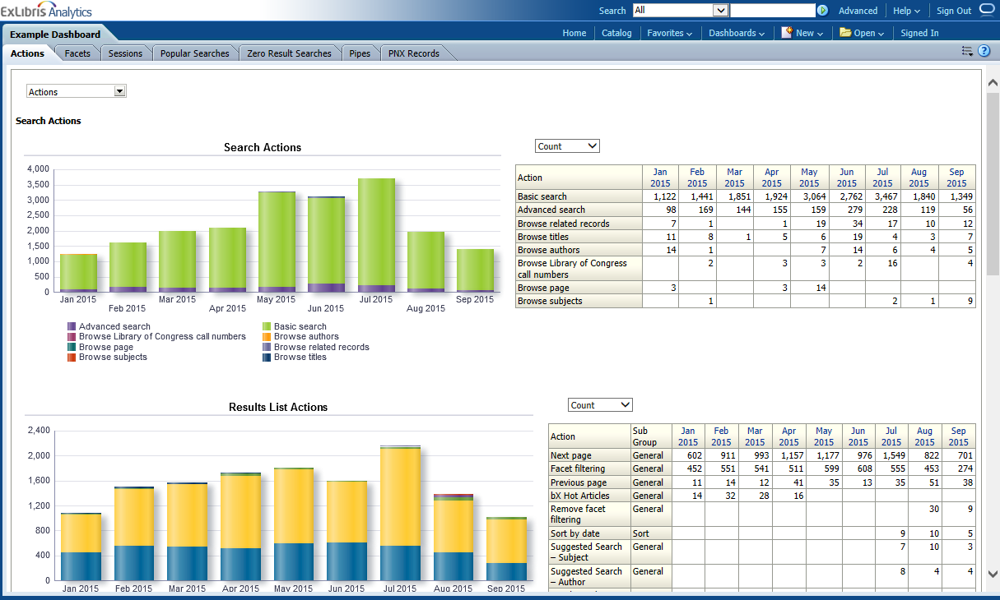 ExLibris Analytics
Search All Advanced Help Sign Out
Example Dashboard
Home Catalog Favorites Dashboards New Open Signed In
Actions Facets Sessions Popular Searches Zero Result Searches Pipes PNX Records
Actions
Search Actions
Search Actions
4,000
3,500
3,000
2,500
2,000
1,500
1,000
500
0
Jan 2015 Feb 2015 Mar 2015 Apr 2015 May 2015 Jun 2015 Jul 2015 Aug 2015 Sep 2015
Advanced search Basic search
Browse Library of Congress call numbers Browse authors
Browse page Browse related records
Browse subjects Browse titles
Count
Action Jan 2015 Feb 2015 Mar 2015 Apr 2015 May 2015 Jun 2015 Jul 2015 Aug 2015 Sep 2015
Basic search 1,122 1,441 1,851 1,924 3,064 2,762 3,467 1,840 1,349
Advanced search 98 169 144 155 159 279 228 119 56
Browse related records 7 1 1 19 34 17 10 12
Browse titles 11 8 1 5 6 19 4 3 7
Browse authors 14 1 7 14 6 4 5
Browse Library of Congress 2 3 3 2 16 4
call numbers
Browse page 3 3 14
Browse subjects 1 2 1 9
Results List Actions
2,400
2,000
1,600
1,200
800
400
0
Jan 2015 Feb 2015 Mar 2015 Apr 2015 May 2015 Jun 2015 Jul 2015 Aug 2015 Sep 2015
Count
Action Sub Group Jan 2015 Feb 2015 Mar 2015 Apr 2015 May 2015 Jun 2015 Jul 2015 Aug 2015 Sep 2015
Next page General 602 911 993 1,157 1,177 976 1,549 822 701
Facet filtering General 452 551 541 511 599 608 555 453 274
Previous page General 11 14 12 41 35 13 35 51 38
bX Hot Articles General 14 32 28 16
Remove facet General 30 9
filtering
Sort by date Sort 9 10 5
Suggested Search General 7 10 3
– Subject
Suggested Search General 8 4 4
– Author